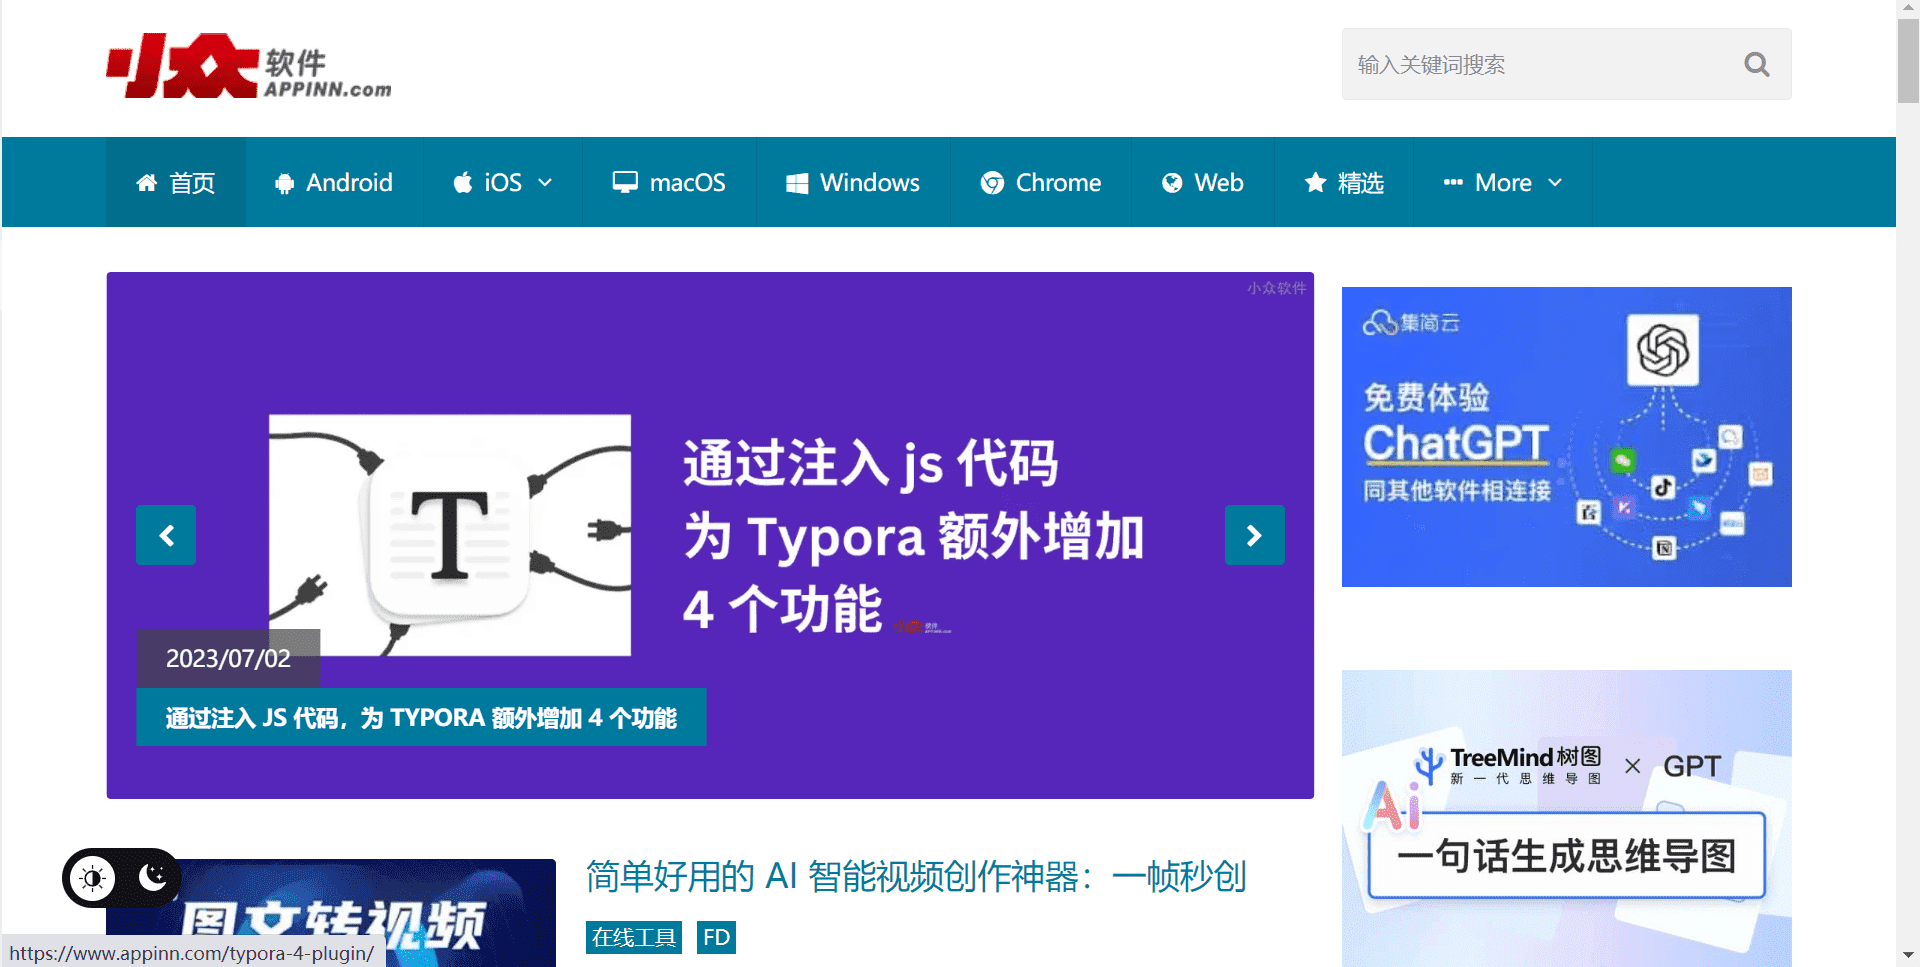 小众软件
APPINN.com
输入关键词搜索
首页
Android
iOS
macOS
Windows
Chrome
Web
精选
More
小众软件
通过注入 js 代码
为 Typora 额外增加
4 个功能
2023/07/02
通过注入 JS 代码，为 TYPORA 额外增加 4 个功能
集简云
免费体验
ChatGPT
同其他软件相连接
TreeMind树图 × GPT
新一代思维导图
Ai
一句话生成思维导图
图文转视频
简单好用的 AI 智能视频创作神器：一帧秒创
在线工具
FD
https://www.appinn.com/typora-4-plugin/